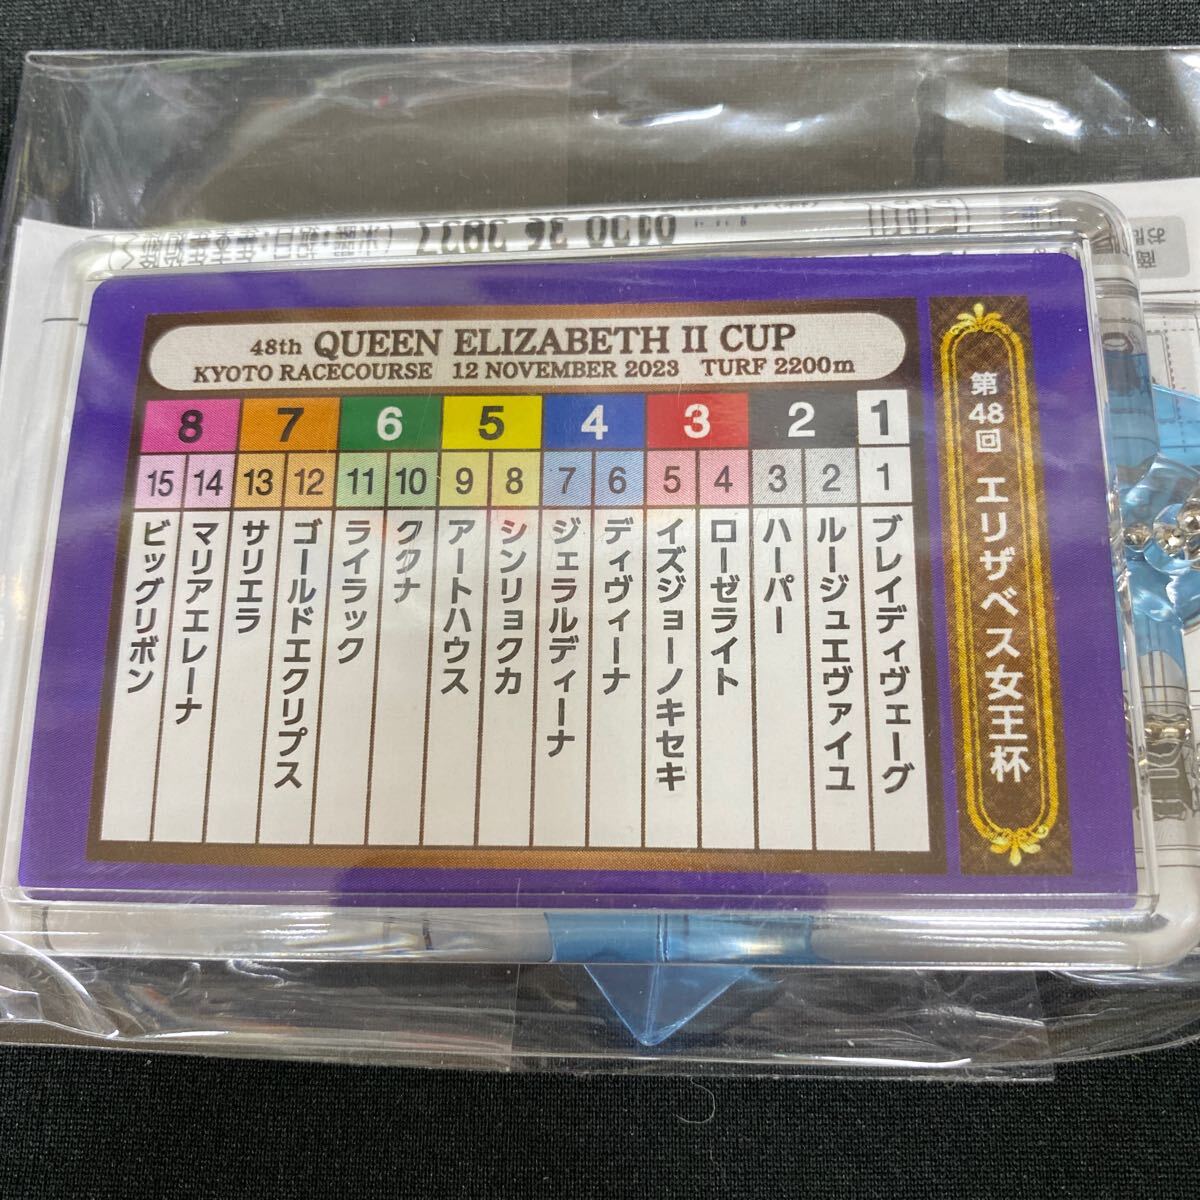 48th QUEEN ELIZABETH II CUP
KYOTO RACECOURSE 12 NOVEMBER 2023 TURF 2200m
8 7 6 5 4 3 2 1
15 14 13 12 11 10 9 8 7 6 5 4 3 2 1
ブレイディヴェーグ
ルージュエヴァイユ
ハーパー
ローゼライト
イズジョーノキセキ
ディヴィーナ
ジェラルディーナ
シンリョクカ
アートハウス
ククナ
ライラック
ゴールドエクリプス
サリエラ
マリアエレーナ
ビッグリボン
第48回 エリザベス女王杯